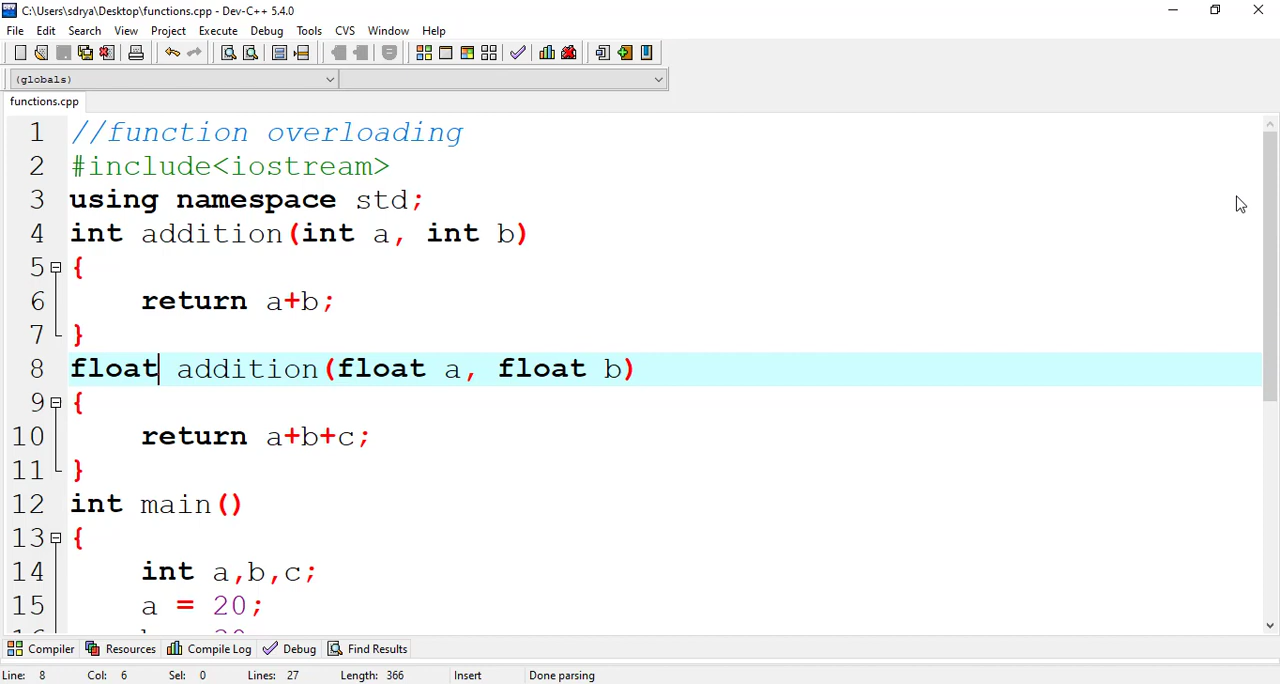 C:\Users\sdrya\Desktop\functions.cpp - Dev-C++ 5.4.0
File Edit Search View Project Execute Debug Tools CVS Window Help
(globals)
functions.cpp
1 //function overloading
2 #include<iostream>
3 using namespace std;
4 int addition(int a, int b)
5 {
6 return a+b;
7 }
8 float addition(float a, float b)
9 {
10 return a+b+c;
11 }
12 int main()
13 {
14 int a,b,c;
15 a = 20;
Compiler Resources Compile Log Debug Find Results
Line: 8 Col: 6 Sel: 0 Lines: 27 Length: 366 Insert Done parsing